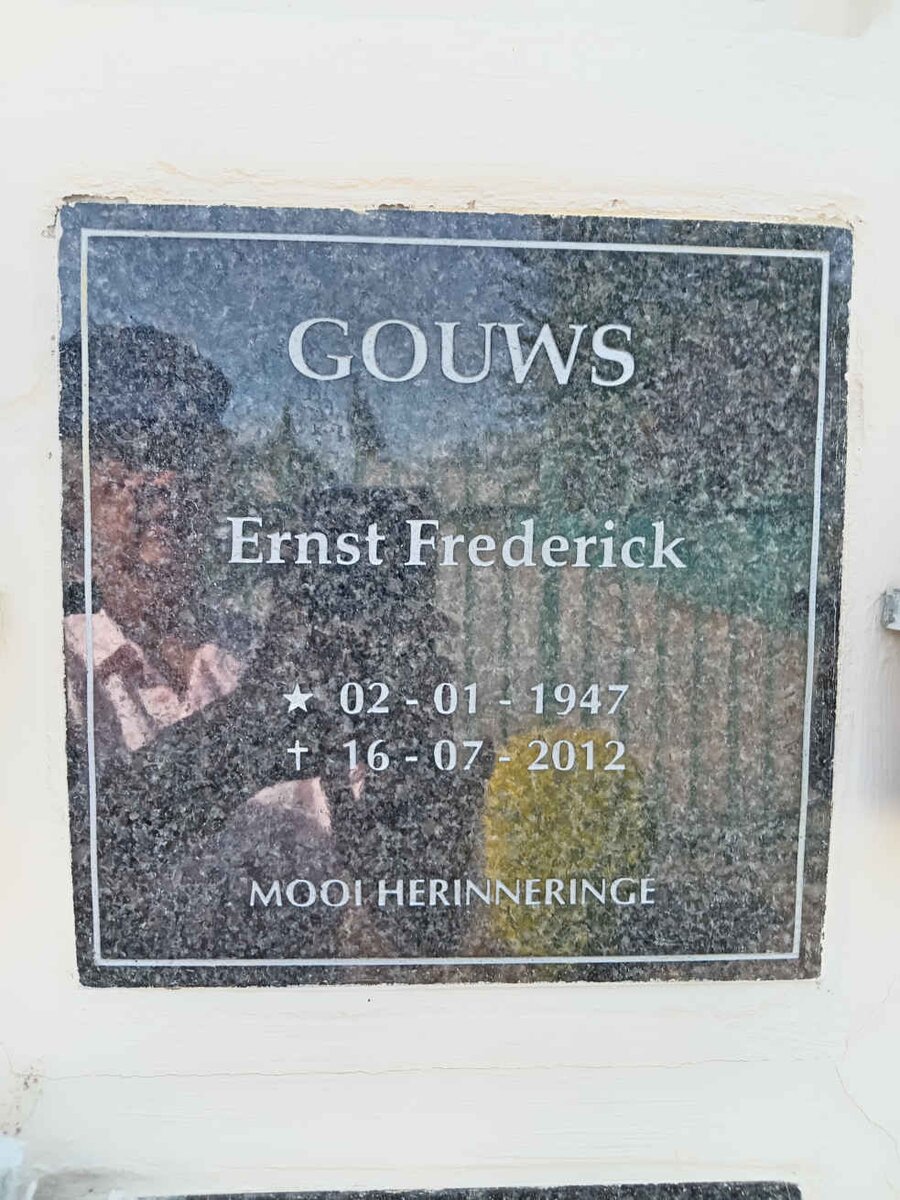 GOUWS
Ernst Frederick
★ 02 - 01 - 1947
✝ 16 - 07 - 2012
MOOI HERINNERINGE